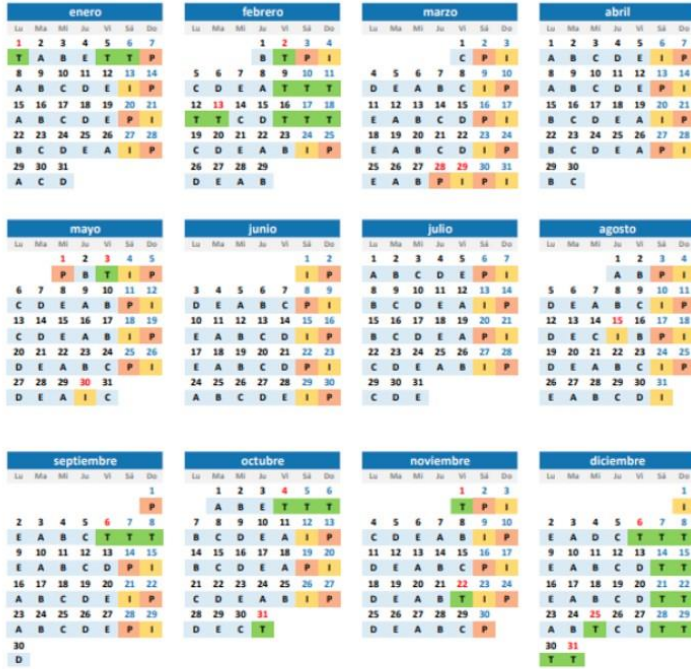 enero
Lu Ma Mi Ju Vi Sá Do
1 2 3 4 5 6 7
T A B E T T P
8 9 10 11 12 13 14
A B C D E I P
15 16 17 18 19 20 21
A B C D E P I
22 23 24 25 26 27 28
B C D E A I P
29 30 31
A C D
febrero
Lu Ma Mi Ju Vi Sá Do
1 2 3 4
B T P I
5 6 7 8 9 10 11
C D E A T T T
12 13 14 15 16 17 18
T T C D T T T
19 20 21 22 23 24 25
C D E A B I P
26 27 28 29
D E A B
marzo
Lu Ma Mi Ju Vi Sá Do
1 2 3
C P I
4 5 6 7 8 9 10
D E A B C I P
11 12 13 14 15 16 17
E A B C D P I
18 19 20 21 22 23 24
E A B C D I P
25 26 27 28 29 30 31
E A B P I P I
abril
Lu Ma Mi Ju Vi Sá Do
1 2 3 4 5 6 7
A B C D E I P
8 9 10 11 12 13 14
A B C D E P I
15 16 17 18 19 20 21
B C D E A I P
22 23 24 25 26 27 28
B C D E A P I
29 30
B C
mayo
Lu Ma Mi Ju Vi Sá Do
1 2 3 4 5
P B T I P
6 7 8 9 10 11 12
C D E A B P I
13 14 15 16 17 18 19
C D E A B I P
20 21 22 23 24 25 26
D E A B C P I
27 28 29 30 31
D E A I C
junio
Lu Ma Mi Ju Vi Sá Do
1 2
I P
3 4 5 6 7 8 9
D E A B C P I
10 11 12 13 14 15 16
E A B C D I P
17 18 19 20 21 22 23
E A B C D P I
24 25 26 27 28 29 30
A B C D E I P
julio
Lu Ma Mi Ju Vi Sá Do
1 2 3 4 5 6 7
A B C D E P I
8 9 10 11 12 13 14
B C D E A I P
15 16 17 18 19 20 21
B C D E A P I
22 23 24 25 26 27 28
C D E A B I P
29 30 31
C D E
agosto
Lu Ma Mi Ju Vi Sá Do
1 2 3 4
A B P I
5 6 7 8 9 10 11
D E A B C I P
12 13 14 15 16 17 18
D E C I B P I
19 20 21 22 23 24 25
D E A B C I P
26 27 28 29 30 31
E A B C D I
septiembre
Lu Ma Mi Ju Vi Sá Do
1
P
2 3 4 5 6 7 8
E A B C T T T
9 10 11 12 13 14 15
E A B C D P I
16 17 18 19 20 21 22
A B C D E I P
23 24 25 26 27 28 29
A B C D E P I
30
D
octubre
Lu Ma Mi Ju Vi Sá Do
1 2 3 4 5 6
A B E T T T
7 8 9 10 11 12 13
B C D E A I P
14 15 16 17 18 19 20
B C D E A P I
21 22 23 24 25 26 27
C D E A B I P
28 29 30 31
D E C T
noviembre
Lu Ma Mi Ju Vi Sá Do
1 2 3
T P I
4 5 6 7 8 9 10
C D E A B I P
11 12 13 14 15 16 17
D E A B C P I
18 19 20 21 22 23 24
D E A B T I P
25 26 27 28 29 30
D E A B C P
diciembre
Lu Ma Mi Ju Vi Sá Do
1
I
2 3 4 5 6 7 8
E A D C T T T
9 10 11 12 13 14 15
E A B C D T T
16 17 18 19 20 21 22
E A B C D T T
23 24 25 26 27 28 29
A B T C D T T
30 31
T T